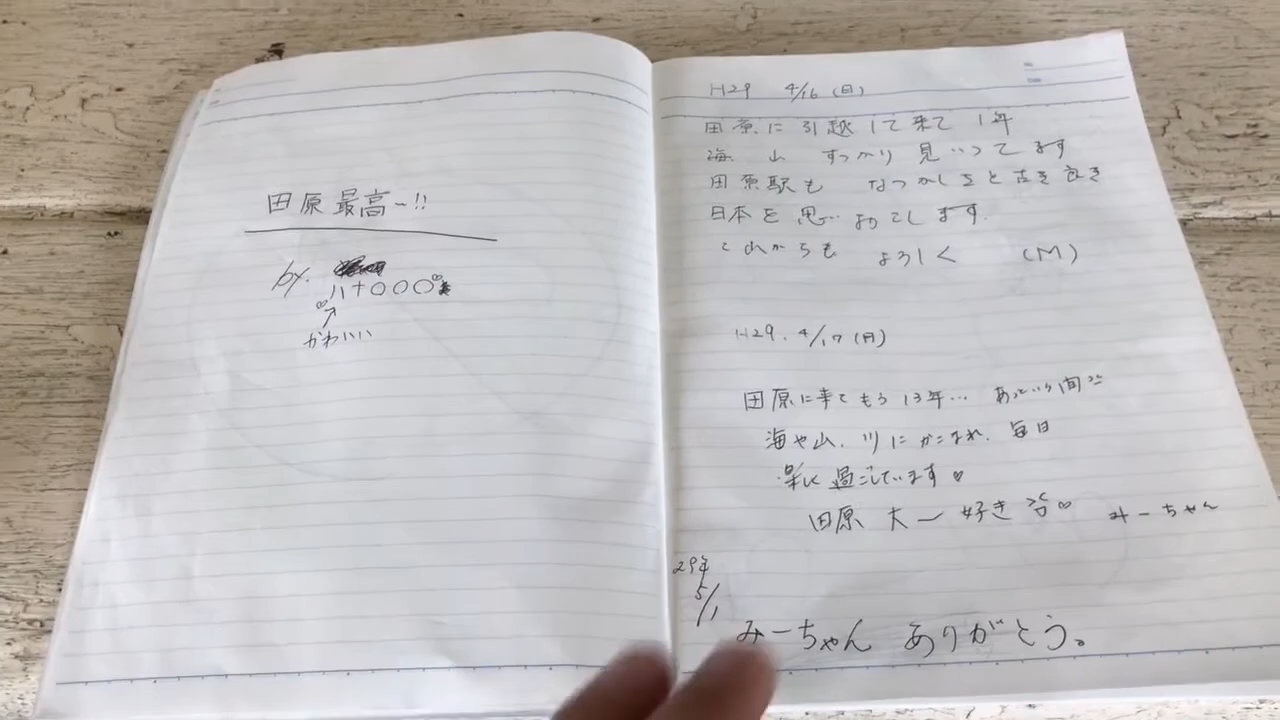 田原最高〜!!
by.
八十〇〇〇
かわいい
H29 4/16 (日)
田原に引越して来て 1年
海 山 すっかり 見いってます
田原駅も なつかしさと古き良き
日本を 思い おこします.
これからも よろしく (M)
H29. 4/17 (月)
田原に来て もう 13年… あっという間
海や山、川にかこまれ、毎日
楽しく 過ごしています♡
田原 大〜好き ♡ みーちゃん
29年
5/1
みーちゃん ありがとう。